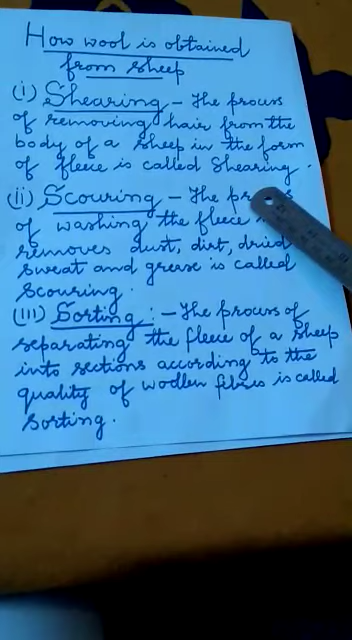 How wool is obtained
from sheep
(i) Shearing - The process
of removing hair from the
body of a sheep in the form
of fleece is called Shearing.
(ii) Scouring - The
of washing the fleece
removes dust, dirt, dried
sweat and grease is called
scouring.
(III) Sorting :- The process of
separating the fleece of a sheep
into sections according to the
quality of woollen fibres is called
sorting.